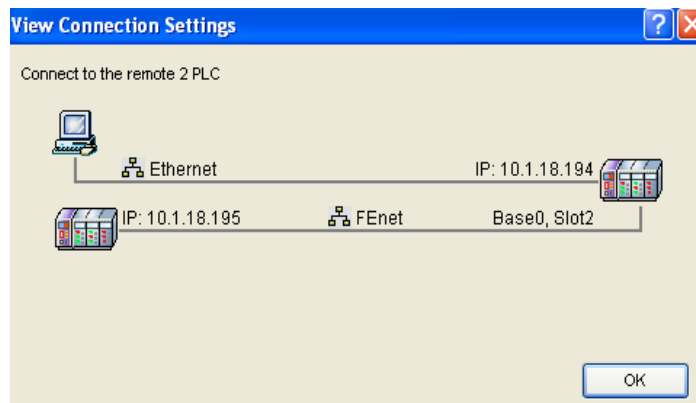 View Connection Settings
Connect to the remote 2 PLC
Ethernet IP: 10.1.18.194
IP: 10.1.18.195 FEnet Base0, Slot2
OK